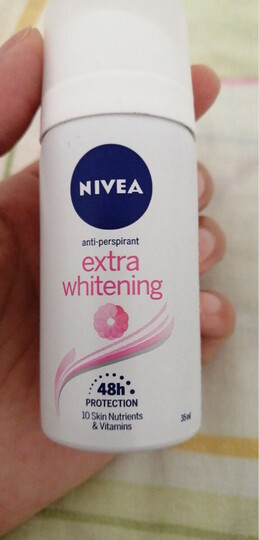 NIVEA
anti-perspirant
extra
whitening
48h
PROTECTION
10 Skin Nutrients
& Vitamins
35ml